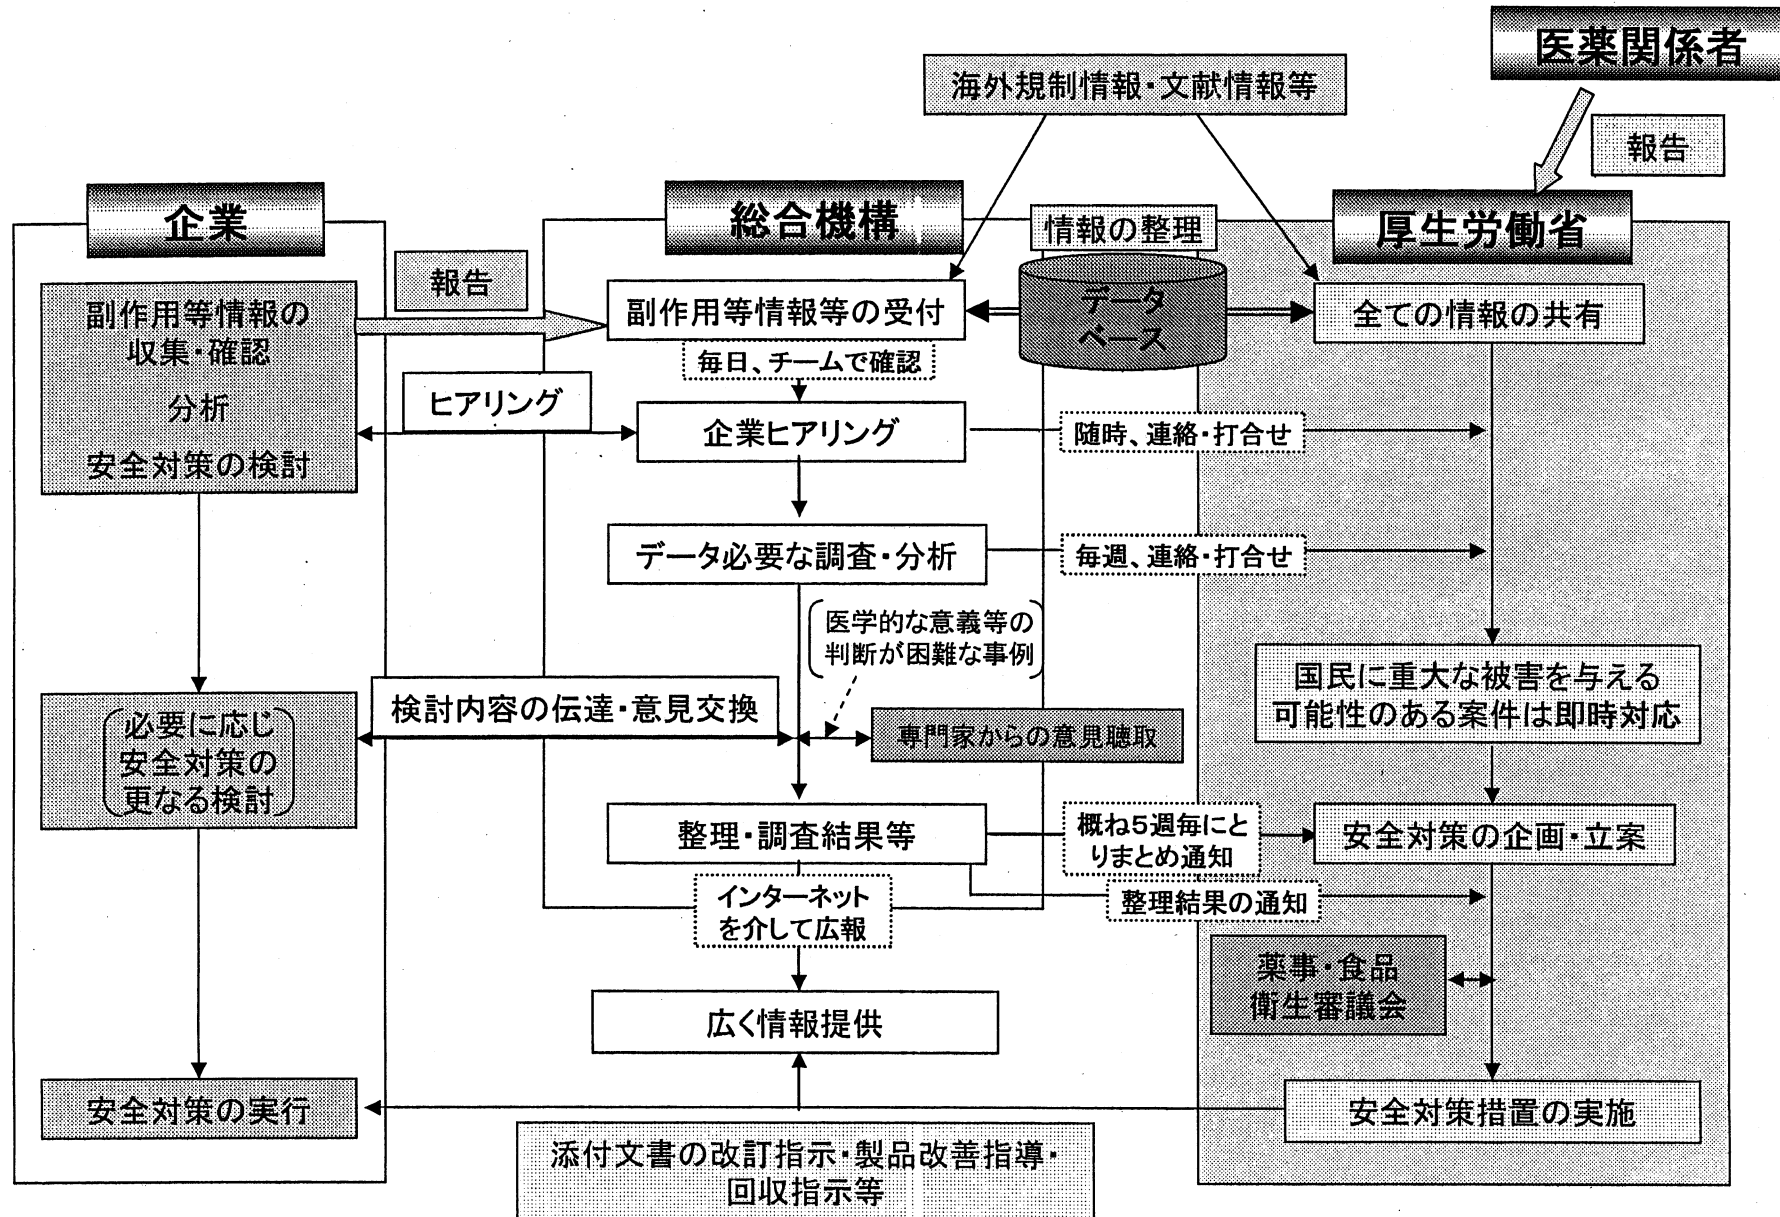 医薬関係者
海外規制情報・文献情報等
報告
企業
総合機構
情報の整理
厚生労働省
副作用等情報の
収集・確認
分析
安全対策の検討
報告
副作用等情報等の受付
データ
ベース
全ての情報の共有
毎日、チームで確認
ヒアリング
企業ヒアリング
随時、連絡・打合せ
データ必要な調査・分析
毎週、連絡・打合せ
医学的な意義等の
判断が困難な事例
国民に重大な被害を与える
可能性のある案件は即時対応
検討内容の伝達・意見交換
専門家からの意見聴取
必要に応じ
安全対策の
更なる検討
整理・調査結果等
概ね5週毎にと
りまとめ通知
安全対策の企画・立案
整理結果の通知
インターネット
を介して広報
薬事・食品
衛生審議会
広く情報提供
安全対策の実行
安全対策措置の実施
添付文書の改訂指示・製品改善指導・
回収指示等